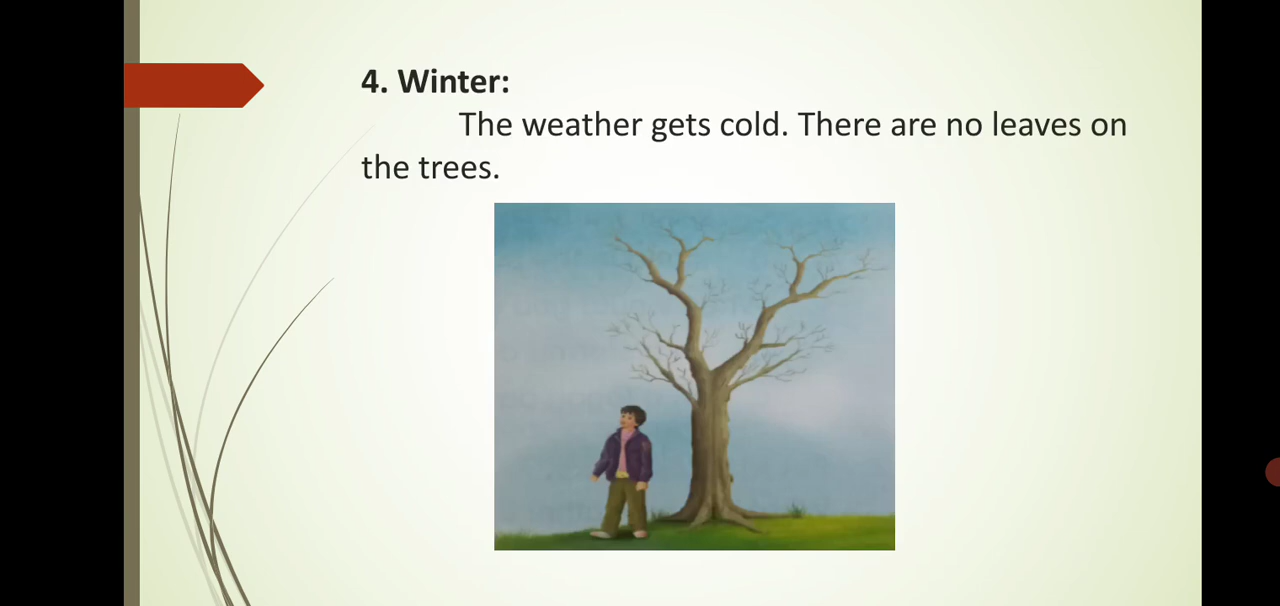 4. Winter:
The weather gets cold. There are no leaves on
the trees.